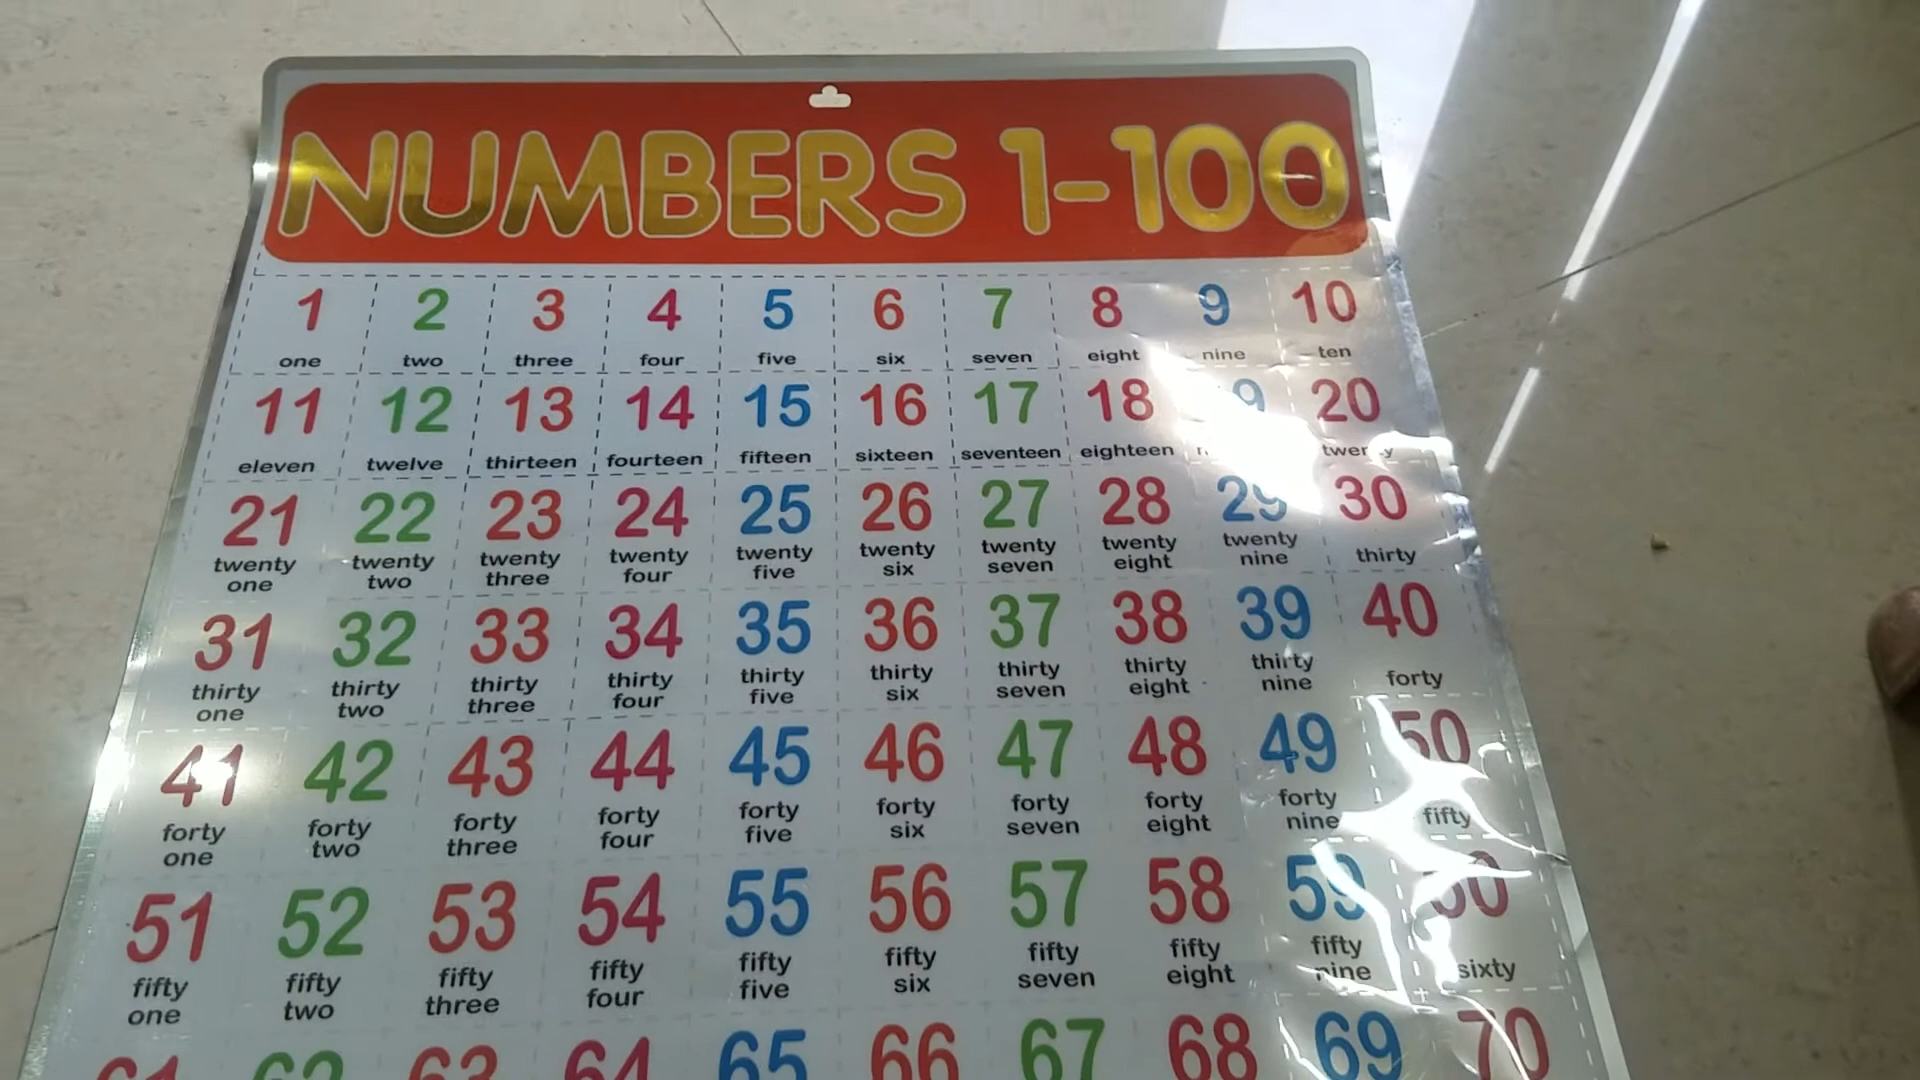 NUMBERS 1-100
1 2 3 4 5 6 7 8 9 10
one two three four five six seven eight nine ten
11 12 13 14 15 16 17 18 20
eleven twelve thirteen fourteen fifteen sixteen seventeen eighteen twenty
21 22 23 24 25 26 27 28 29 30
twenty twenty twenty twenty twenty twenty twenty twenty twenty thirty
one two three four five six seven eight nine
31 32 33 34 35 36 37 38 39 40
thirty thirty thirty thirty thirty thirty thirty thirty thirty forty
one two three four five six seven eight nine
41 42 43 44 45 46 47 48 49 50
forty forty forty forty forty forty forty forty forty fifty
one two three four five six seven eight nine
51 52 53 54 55 56 57 58 59 60
fifty fifty fifty fifty fifty fifty fifty fifty fifty sixty
one two three four five six seven eight nine
61 62 63 64 65 66 67 68 69 70